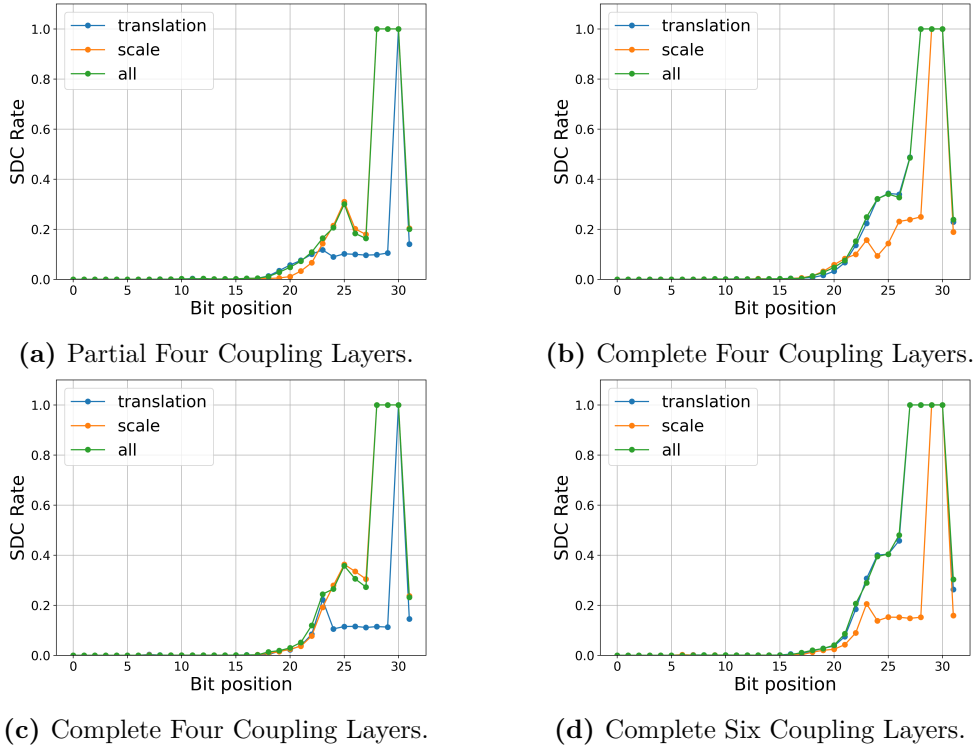 1.0
0.8
0.6
0.4
0.2
0.0
SDC Rate
translation
scale
all
0 5 10 15 20 25 30
Bit position
(a) Partial Four Coupling Layers.
1.0
0.8
0.6
0.4
0.2
0.0
SDC Rate
translation
scale
all
0 5 10 15 20 25 30
Bit position
(b) Complete Four Coupling Layers.
1.0
0.8
0.6
0.4
0.2
0.0
SDC Rate
translation
scale
all
0 5 10 15 20 25 30
Bit position
(c) Complete Four Coupling Layers.
1.0
0.8
0.6
0.4
0.2
0.0
SDC Rate
translation
scale
all
0 5 10 15 20 25 30
Bit position
(d) Complete Six Coupling Layers.